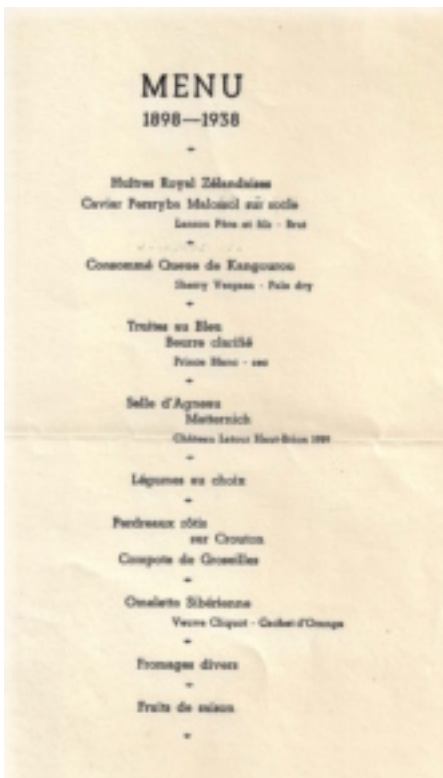 MENU
1898—1938
Huîtres Royal Zélandaises
Caviar Malossol sur socle
Lanson Père et fils - Brut
Consommé Queue de Kangourou
Sherry - Pale dry
Truites au Bleu
Beurre clarifié
Prince Blanc - sec
Selle d'Agneau
Metternich
Château Latour Haut-Brion
Légumes au choix
Perdreaux rôtis
sur Crouton
Compote de Groseilles
Omelette Sibérienne
Veuve Cliquot - Cachet d'Orange
Fromages divers
Fruits de saison